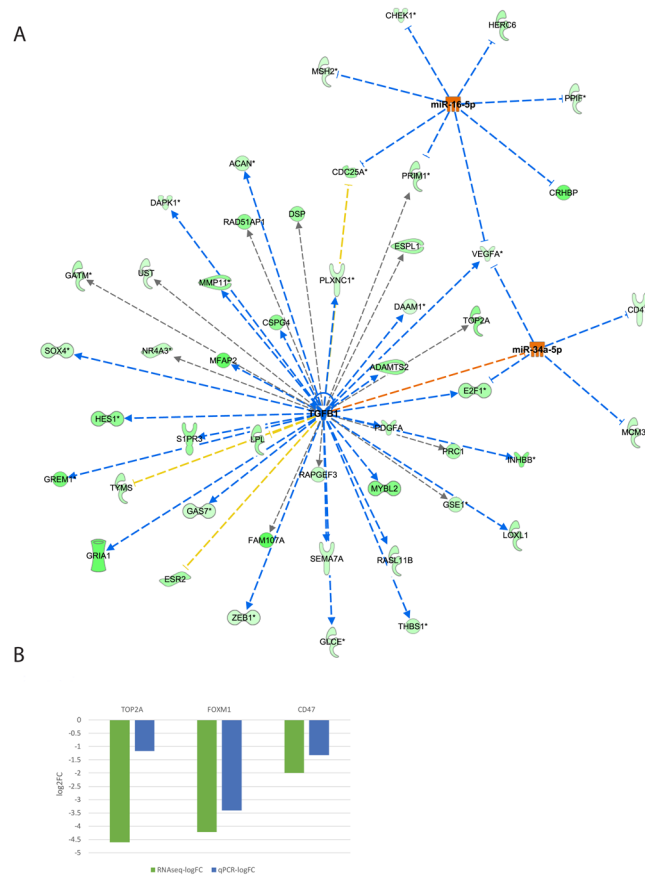 A
CHEK1*
HERC6
MSH2*
miR-16-5p
PPIF*
ACAN*
CDC25A*
PRIM1*
CRHBP
DAPK1*
RAD51AP1
DSP
ESPL1
VEGFA*
GATM*
UST
MMP11*
PLXNC1*
DAAM1*
TOP2A
CD47
CSPG4
miR-34a-5p
SOX4*
NR4A3*
MFAP2
ADAMTS2
E2F1*
TGFB1
HES1*
S1PR3
LPL
PDGFA
MCM3
PRC1
INHBB*
GREM1
TYMS
RAPGEF3
MYBL2
GAS7*
GSE1*
FAM107A
LOXL1
GRIA1
ESR2
SEMA7A
RASL11B
ZEB1*
THBS1*
GLCE*
B
TOP2A
FOXM1
CD47
0
-0.5
-1
-1.5
-2
-2.5
-3
-3.5
-4
-4.5
-5
log2FC
RNAseq-logFC
qPCR-logFC